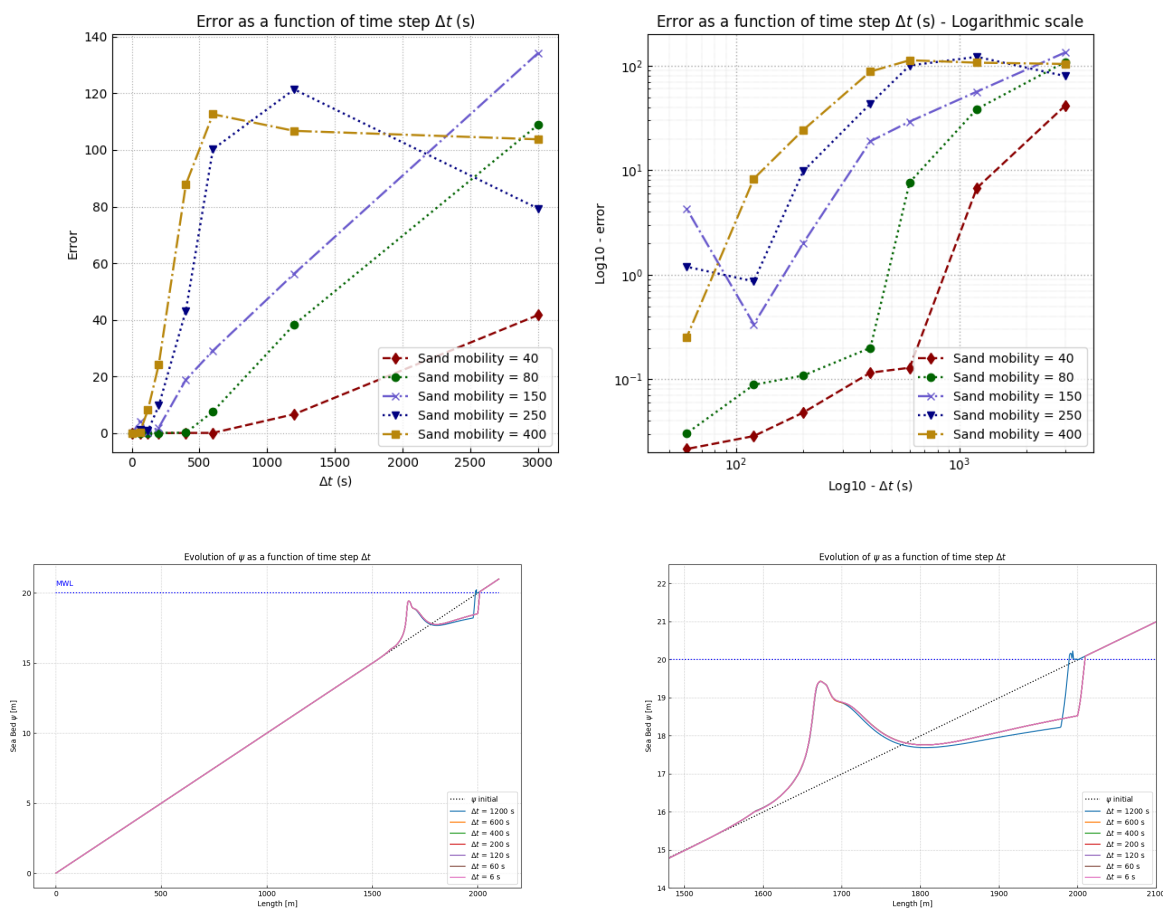 Error as a function of time step Δt (s)
140
120
100
80
60
40
20
0
Error
0
500
1000
1500
2000
2500
3000
Δt (s)
Sand mobility = 40
Sand mobility = 80
Sand mobility = 150
Sand mobility = 250
Sand mobility = 400
Error as a function of time step Δt (s) - Logarithmic scale
10²
10¹
10⁰
10⁻¹
Log10 - error
10²
10³
Log10 - Δt (s)
Sand mobility = 40
Sand mobility = 80
Sand mobility = 150
Sand mobility = 250
Sand mobility = 400
Evolution of ψ as a function of time step Δt
MWL
20
15
10
5
0
Sea Bed ψ [m]
0
500
1000
1500
2000
Length [m]
ψ initial
Δt = 1200 s
Δt = 600 s
Δt = 400 s
Δt = 200 s
Δt = 120 s
Δt = 60 s
Δt = 6 s
Evolution of ψ as a function of time step Δt
22
21
20
19
18
17
16
15
14
Sea Bed ψ [m]
1500
1600
1700
1800
1900
2000
2100
Length [m]
ψ initial
Δt = 1200 s
Δt = 600 s
Δt = 400 s
Δt = 200 s
Δt = 120 s
Δt = 60 s
Δt = 6 s